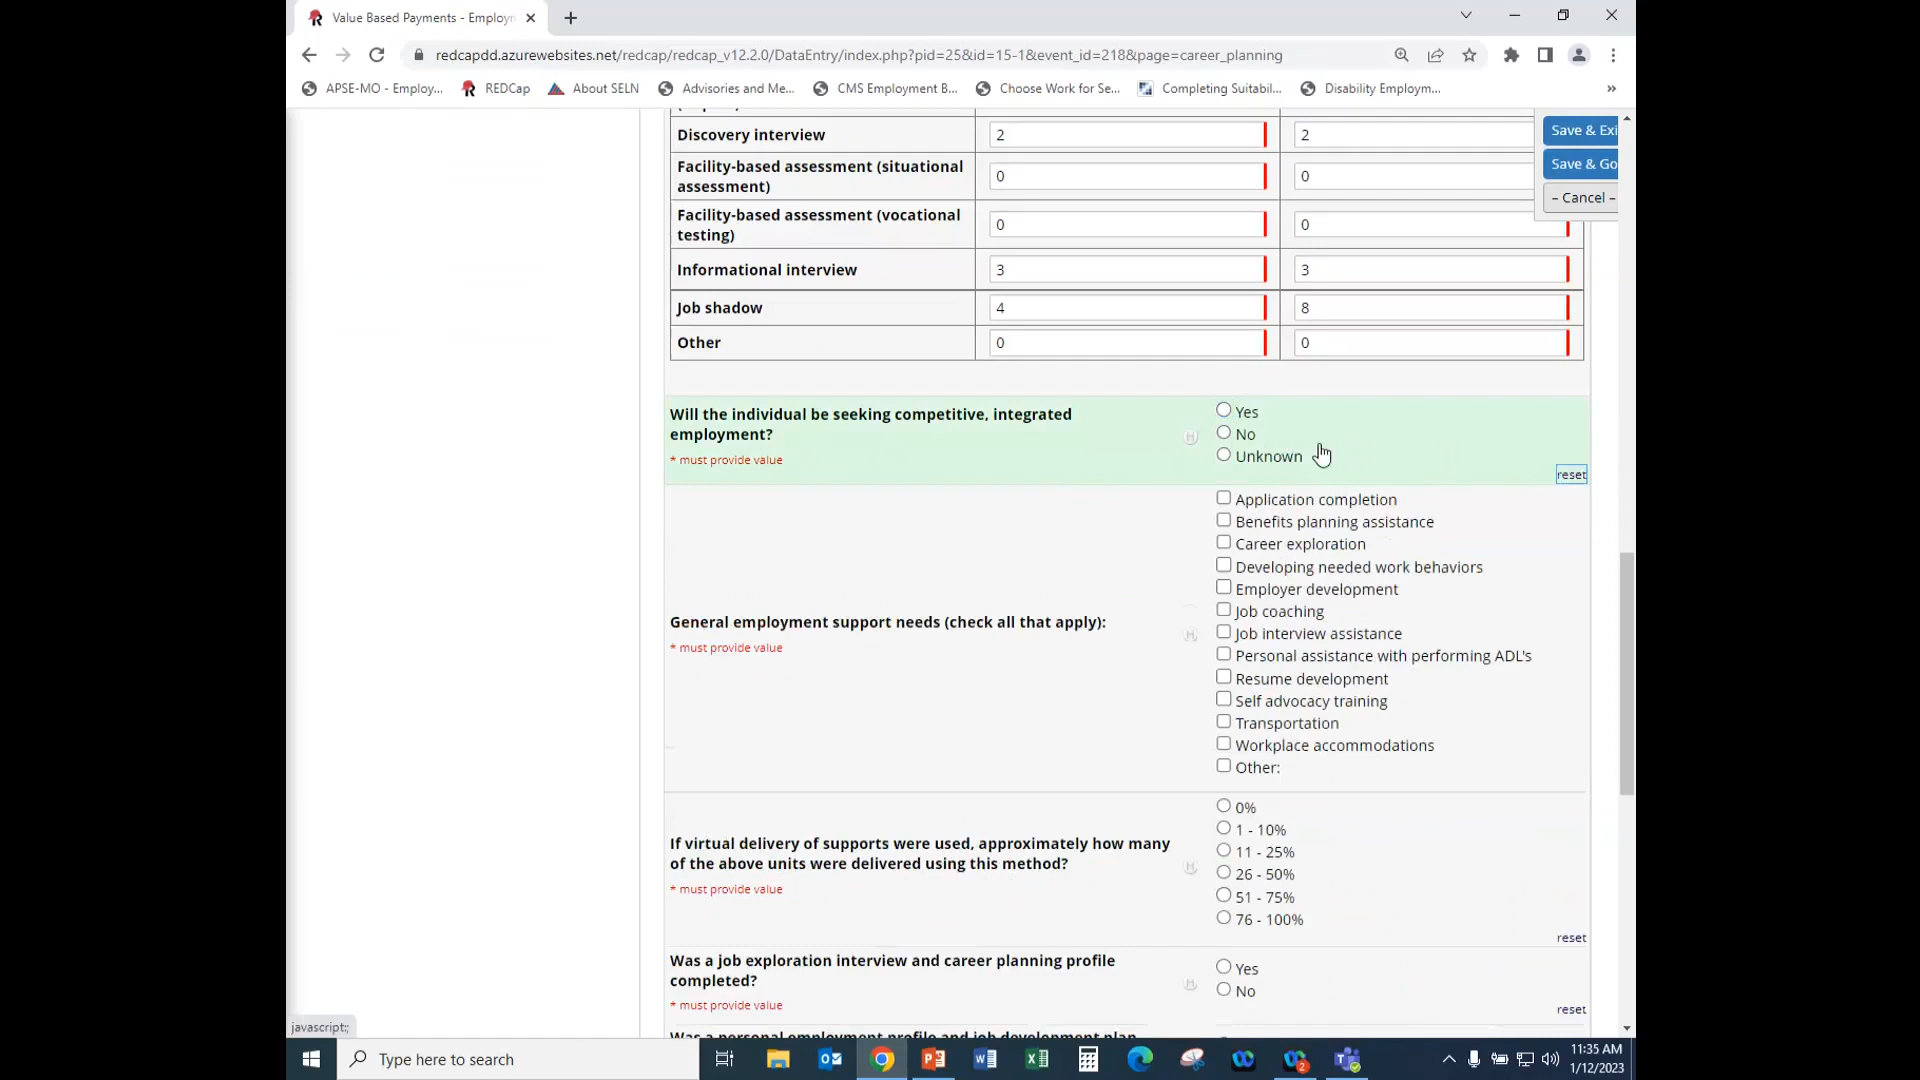 Value Based Payments - Employm
redcapdd.azurewebsites.net/redcap/redcap_v12.2.0/DataEntry/index.php?pid=25&id=15-1&event_id=218&page=career_planning
APSE-MO - Employ...
REDCap
About SELN
Advisories and Me...
CMS Employment B...
Choose Work for Se...
Completing Suitabil...
Disability Employm...
»
Save & Exi
Save & Go
– Cancel –
Discovery interview 2 2
Facility-based assessment (situational
assessment) 0 0
Facility-based assessment (vocational
testing) 0 0
Informational interview 3 3
Job shadow 4 8
Other 0 0
Will the individual be seeking competitive, integrated
employment?
* must provide value
H
Yes
No
Unknown
reset
General employment support needs (check all that apply):
* must provide value
H
Application completion
Benefits planning assistance
Career exploration
Developing needed work behaviors
Employer development
Job coaching
Job interview assistance
Personal assistance with performing ADL's
Resume development
Self advocacy training
Transportation
Workplace accommodations
Other:
If virtual delivery of supports were used, approximately how many
of the above units were delivered using this method?
* must provide value
H
0%
1 - 10%
11 - 25%
26 - 50%
51 - 75%
76 - 100%
reset
Was a job exploration interview and career planning profile
completed?
* must provide value
H
Yes
No
reset
Was a personal employment profile and job development plan
javascript:;
Type here to search
11:35 AM
1/12/2023